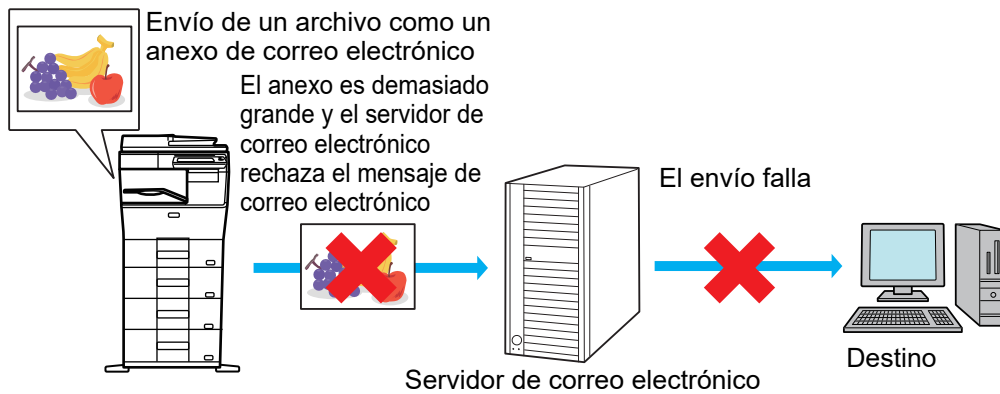 Envío de un archivo como un
anexo de correo electrónico
El anexo es demasiado
grande y el servidor de
correo electrónico
rechaza el mensaje de
correo electrónico
El envío falla
Destino
Servidor de correo electrónico